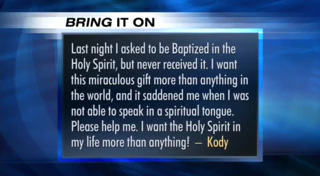 BRING IT ON
Last night I asked to be Baptized in the
Holy Spirit, but never received it. I want
this miraculous gift more than anything in
the world, and it saddened me when I was
not able to speak in a spiritual tongue.
Please help me. I want the Holy Spirit in
my life more than anything! – Kody